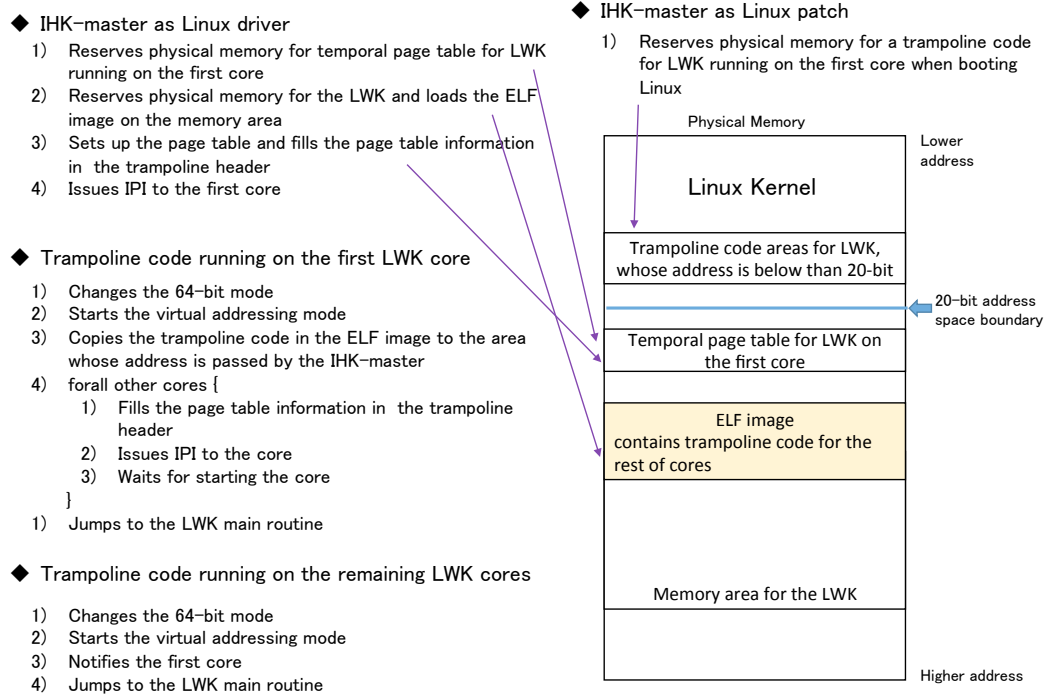 ◆ IHK-master as Linux driver
1) Reserves physical memory for temporal page table for LWK
running on the first core
2) Reserves physical memory for the LWK and loads the ELF
image on the memory area
3) Sets up the page table and fills the page table information
in the trampoline header
4) Issues IPI to the first core
◆ Trampoline code running on the first LWK core
1) Changes the 64-bit mode
2) Starts the virtual addressing mode
3) Copies the trampoline code in the ELF image to the area
whose address is passed by the IHK-master
4) forall other cores {
1) Fills the page table information in the trampoline
header
2) Issues IPI to the core
3) Waits for starting the core
}
1) Jumps to the LWK main routine
◆ Trampoline code running on the remaining LWK cores
1) Changes the 64-bit mode
2) Starts the virtual addressing mode
3) Notifies the first core
4) Jumps to the LWK main routine
◆ IHK-master as Linux patch
1) Reserves physical memory for a trampoline code
for LWK running on the first core when booting
Linux
Physical Memory
Lower
address
Linux Kernel
Trampoline code areas for LWK,
whose address is below than 20-bit
20-bit address
space boundary
Temporal page table for LWK on
the first core
ELF image
contains trampoline code for the
rest of cores
Memory area for the LWK
Higher address